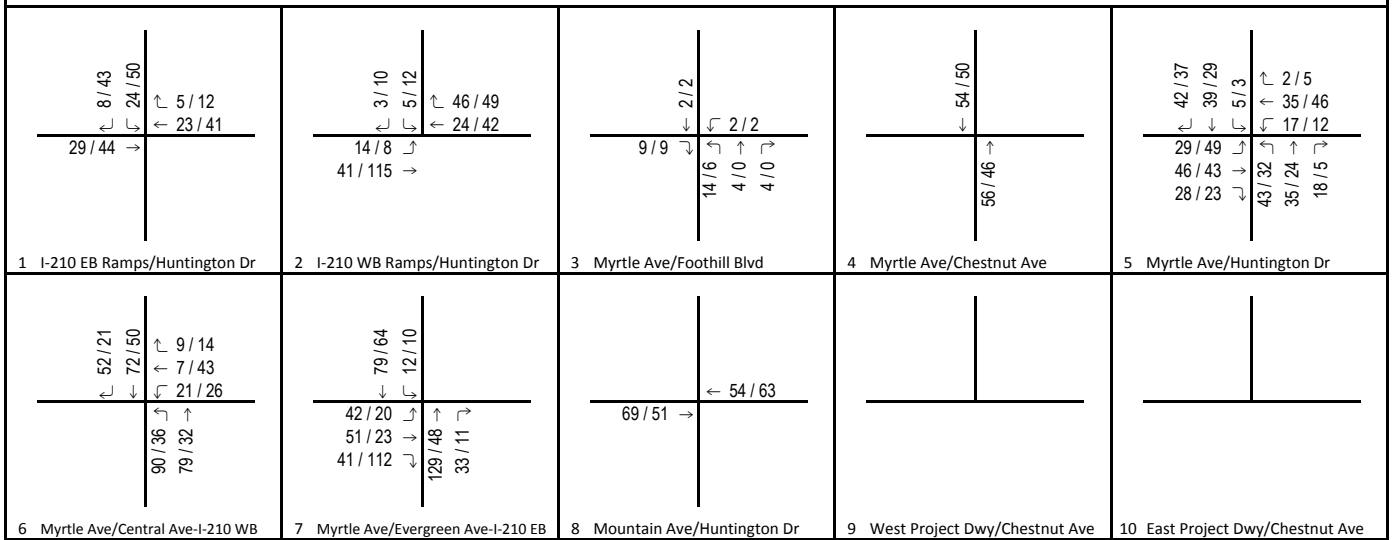 8 / 43
24 / 50
↵ ↳
↑ 5 / 12
← 23 / 41
29 / 44 →
1 I-210 EB Ramps/Huntington Dr
3 / 10
5 / 12
↵ ↳
↑ 46 / 49
← 24 / 42
14 / 8 ↑
41 / 115 →
2 I-210 WB Ramps/Huntington Dr
2 / 2
↓
↓ 2 / 2
9 / 9 ↓
↰ ↑ ↱
14 / 6
4 / 0
4 / 0
3 Myrtle Ave/Foothill Blvd
54 / 50
↓
↑
56 / 46
4 Myrtle Ave/Chestnut Ave
42 / 37
39 / 29
5 / 3
↵ ↓ ↳
↑ 2 / 5
← 35 / 46
↓ 17 / 12
29 / 49 ↑
46 / 43 →
28 / 23 ↓
↰ ↑ ↱
43 / 32
35 / 24
18 / 5
5 Myrtle Ave/Huntington Dr
52 / 21
72 / 50
↵ ↓
↑ 9 / 14
← 7 / 43
↓ 21 / 26
↰ ↑
90 / 36
79 / 32
6 Myrtle Ave/Central Ave-I-210 WB
79 / 64
12 / 10
↓ ↳
42 / 20 ↑
51 / 23 →
41 / 112 ↓
↑ ↱
129 / 48
33 / 11
7 Myrtle Ave/Evergreen Ave-I-210 EB
← 54 / 63
69 / 51 →
8 Mountain Ave/Huntington Dr
9 West Project Dwy/Chestnut Ave
10 East Project Dwy/Chestnut Ave